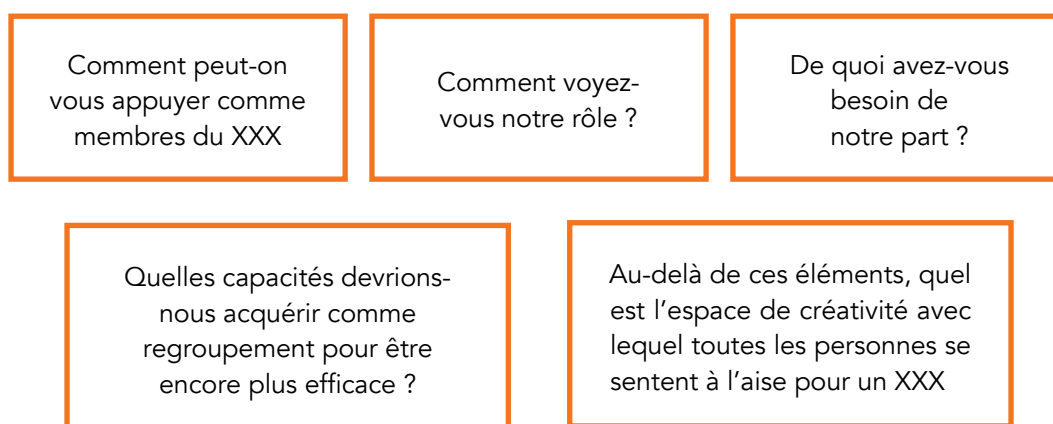 Comment peut-on
vous appuyer comme
membres du XXX
Comment voyez-
vous notre rôle ?
De quoi avez-vous
besoin de
notre part ?
Quelles capacités devrions-
nous acquérir comme
regroupement pour être
encore plus efficace ?
Au-delà de ces éléments, quel
est l’espace de créativité avec
lequel toutes les personnes se
sentent à l’aise pour un XXX